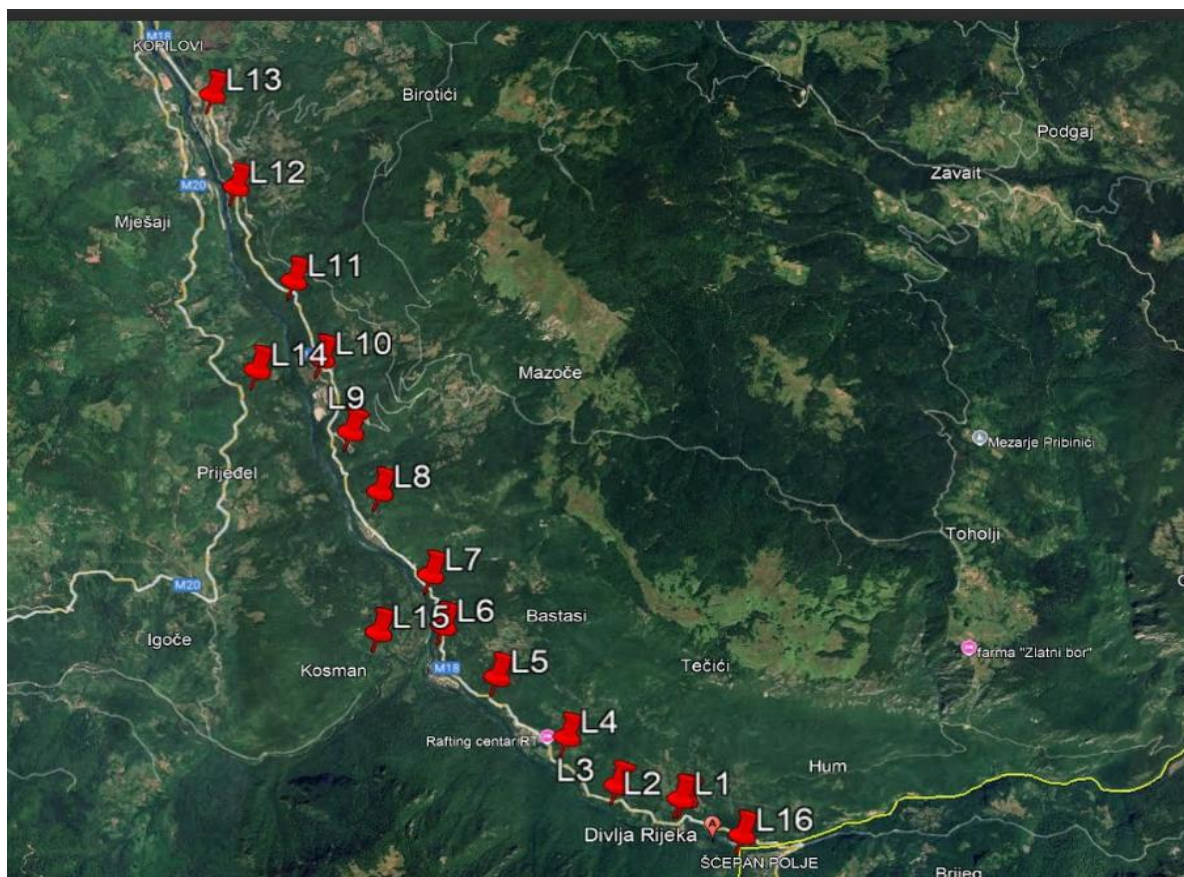 M18
KOPILOVI
L13
Birotići
Podgaj
L12
Zavait
M20
Mješaji
L11
L10
L14
Mazoče
L9
Mezarje Pribinići
Prijeđel
L8
Toholji
L7
M20
L15
L6
Bastasi
Igoče
farma "Zlatni bor"
Kosman
L5
Tečići
M18
L4
Rafting centar RT
L3
L2
L1
Hum
A
L16
Divlja Rijeka
ŠĆEPAN POLJE
Brijeg